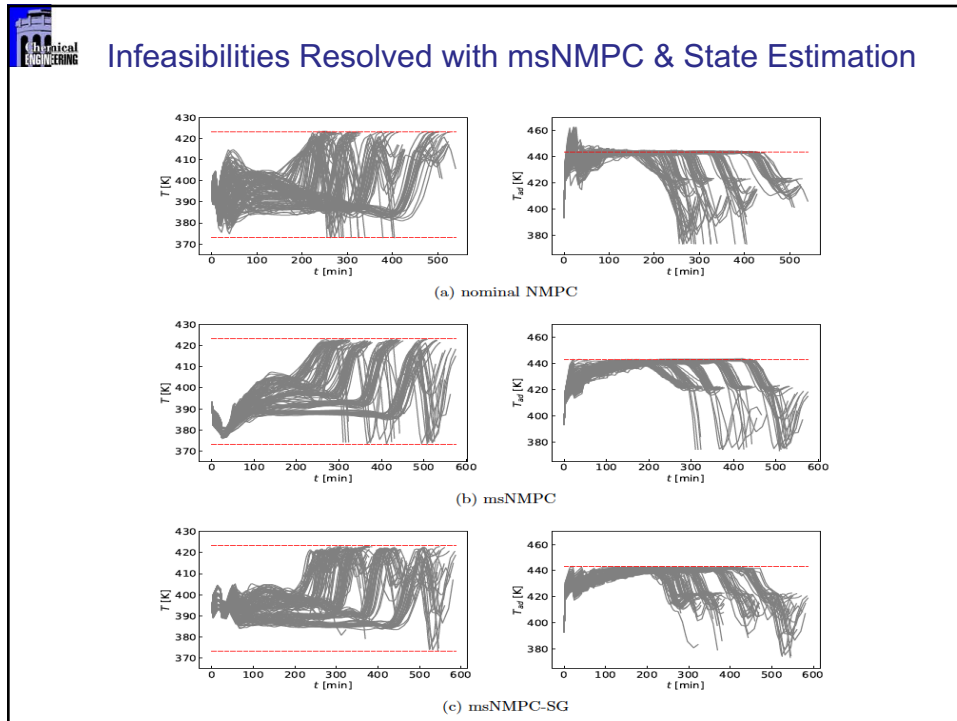 Chemical
ENGINEERING
Infeasibilities Resolved with msNMPC & State Estimation
430
420
410
400
390
380
370
T [K]
0 100 200 300 400 500
t [min]
460
440
420
400
380
T_ad [K]
0 100 200 300 400 500
t [min]
(a) nominal NMPC
430
420
410
400
390
380
370
T [K]
0 100 200 300 400 500 600
t [min]
460
440
420
400
380
T_ad [K]
0 100 200 300 400 500 600
t [min]
(b) msNMPC
430
420
410
400
390
380
370
T [K]
0 100 200 300 400 500 600
t [min]
460
440
420
400
380
T_ad [K]
0 100 200 300 400 500 600
t [min]
(c) msNMPC-SG